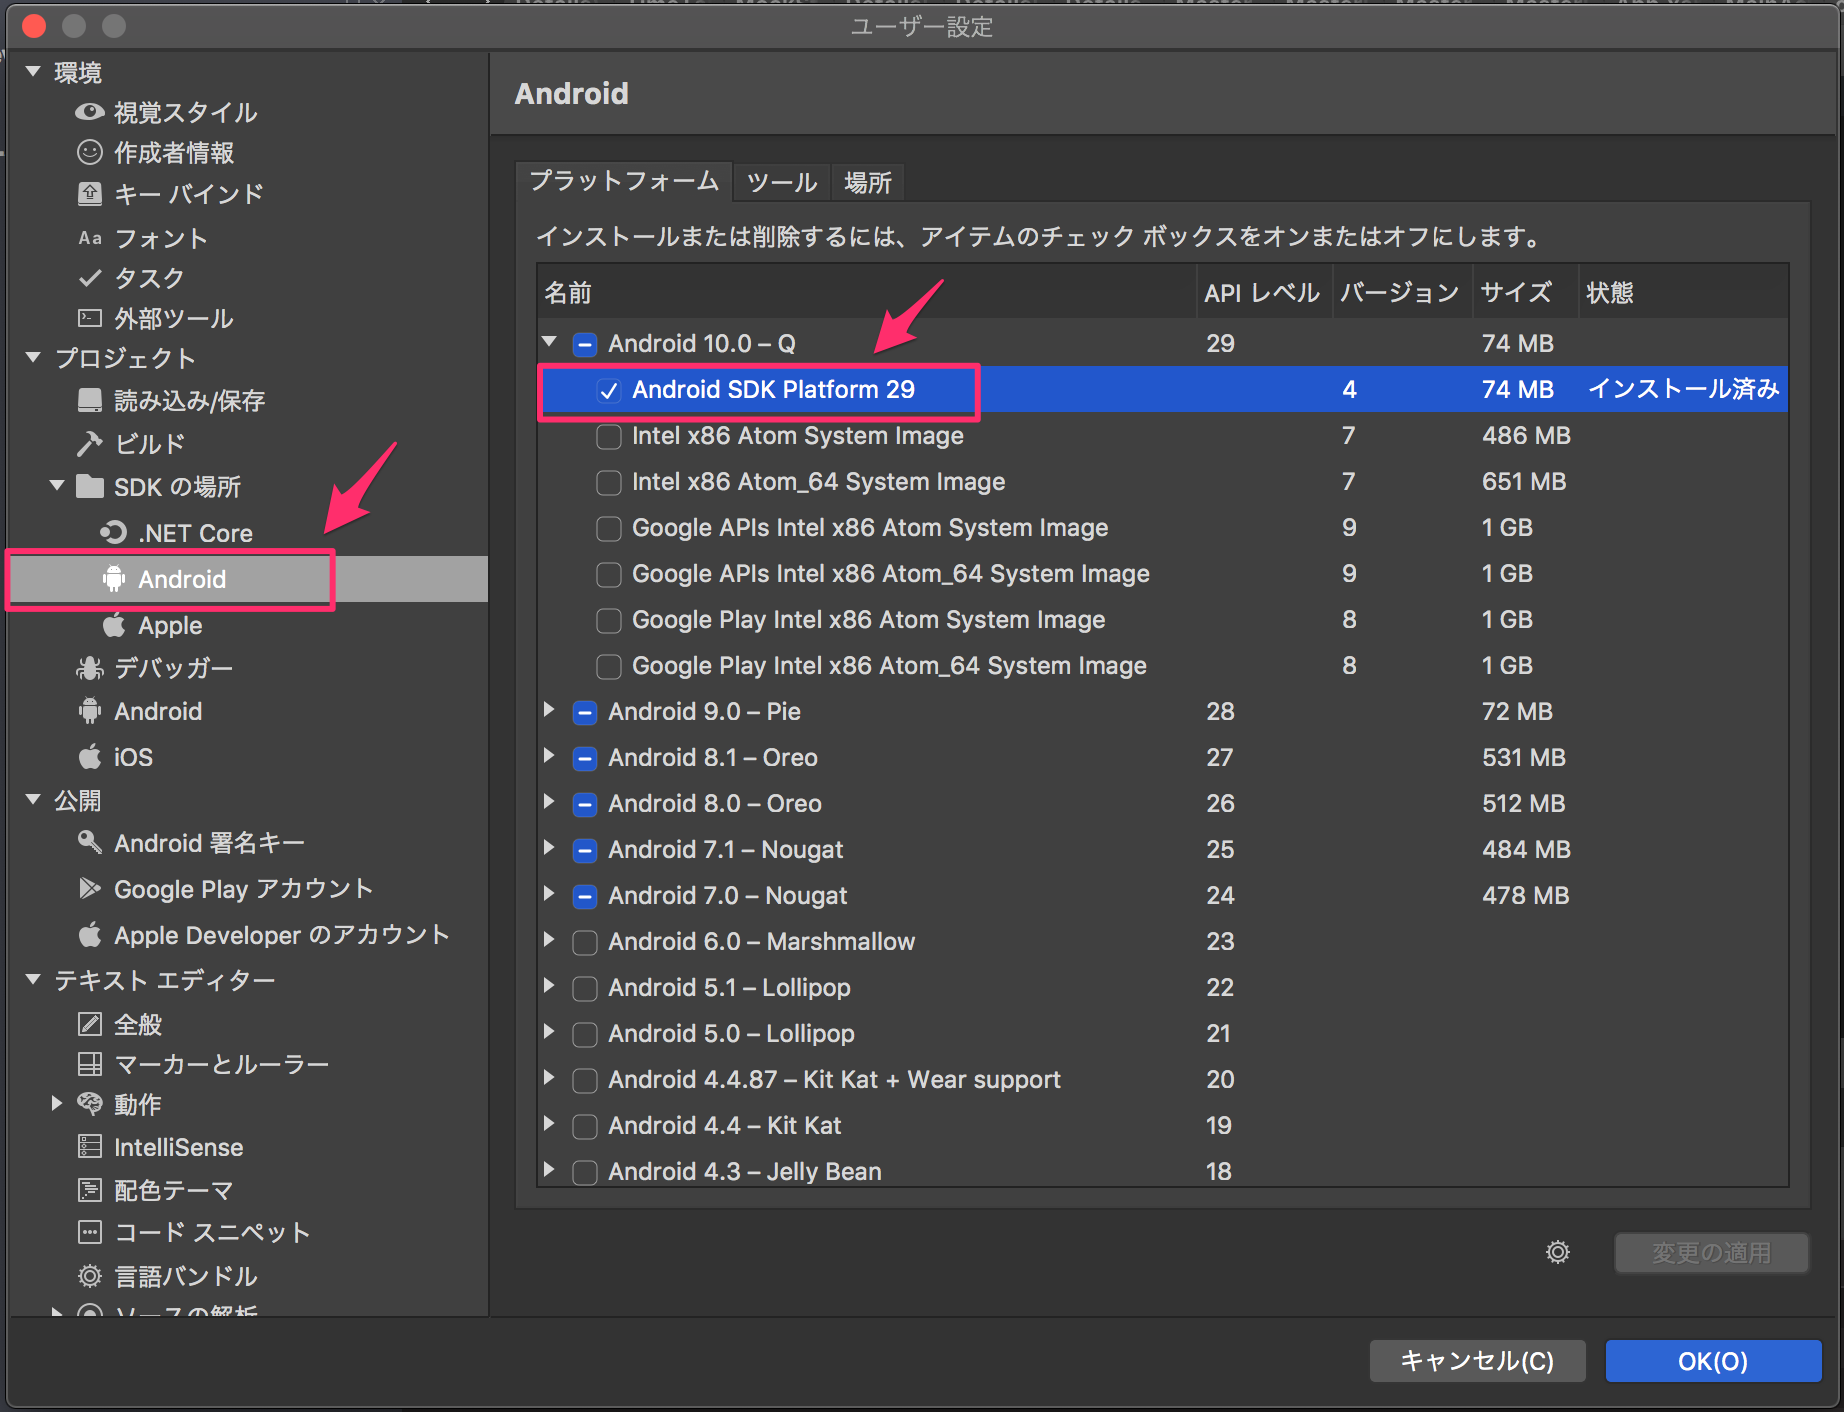 ユーザー設定
環境
視覚スタイル
作成者情報
キー バインド
Aa フォント
タスク
外部ツール
プロジェクト
読み込み/保存
ビルド
SDK の場所
.NET Core
Android
Apple
デバッガー
Android
iOS
公開
Android 署名キー
Google Play アカウント
Apple Developer のアカウント
テキスト エディター
全般
マーカーとルーラー
動作
IntelliSense
配色テーマ
コード スニペット
言語バンドル
ソースの解析
Android
プラットフォーム ツール 場所
インストールまたは削除するには、アイテムのチェック ボックスをオンまたはオフにします。
名前 API レベル バージョン サイズ 状態
Android 10.0 – Q 29 74 MB
Android SDK Platform 29 4 74 MB インストール済み
Intel x86 Atom System Image 7 486 MB
Intel x86 Atom_64 System Image 7 651 MB
Google APIs Intel x86 Atom System Image 9 1 GB
Google APIs Intel x86 Atom_64 System Image 9 1 GB
Google Play Intel x86 Atom System Image 8 1 GB
Google Play Intel x86 Atom_64 System Image 8 1 GB
Android 9.0 – Pie 28 72 MB
Android 8.1 – Oreo 27 531 MB
Android 8.0 – Oreo 26 512 MB
Android 7.1 – Nougat 25 484 MB
Android 7.0 – Nougat 24 478 MB
Android 6.0 – Marshmallow 23
Android 5.1 – Lollipop 22
Android 5.0 – Lollipop 21
Android 4.4.87 – Kit Kat + Wear support 20
Android 4.4 – Kit Kat 19
Android 4.3 – Jelly Bean 18
変更の適用
キャンセル(C) OK(O)